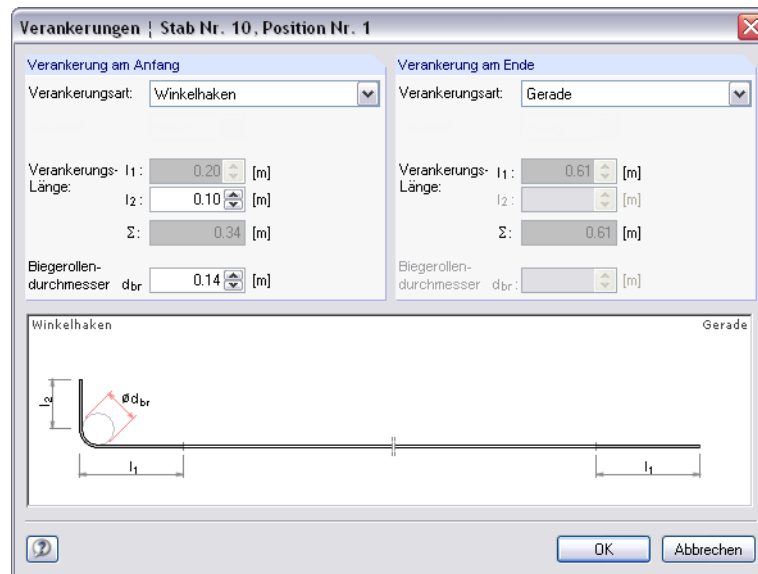 Verankerungen ¦ Stab Nr. 10, Position Nr. 1
Verankerung am Anfang
Verankerungsart: Winkelhaken
Verankerungs- l1 : 0.20 [m]
Länge:
l2 : 0.10 [m]
Σ : 0.34 [m]
Biegerollen-
durchmesser dbr 0.14 [m]
Verankerung am Ende
Verankerungsart: Gerade
Verankerungs- l1 : 0.61 [m]
Länge:
l2 : [m]
Σ : 0.61 [m]
Biegerollen-
durchmesser dbr : [m]
Winkelhaken
Gerade
l2
Ødbr
l1
l1
?
OK
Abbrechen